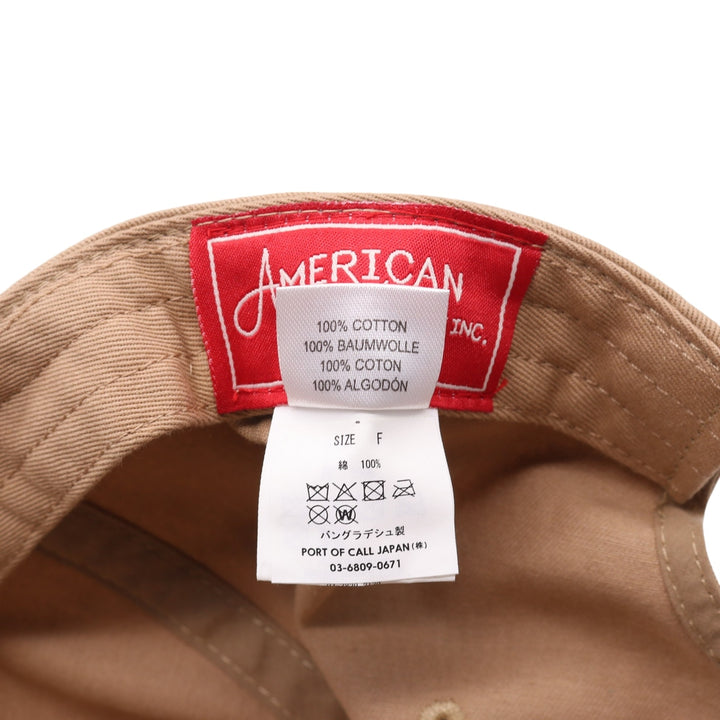 AMERICAN
INC.
100% COTTON
100% BAUMWOLLE
100% COTON
100% ALGODÓN
SIZE F
綿 100%
バングラデシュ製
PORT OF CALL JAPAN(株)
03-6809-0671